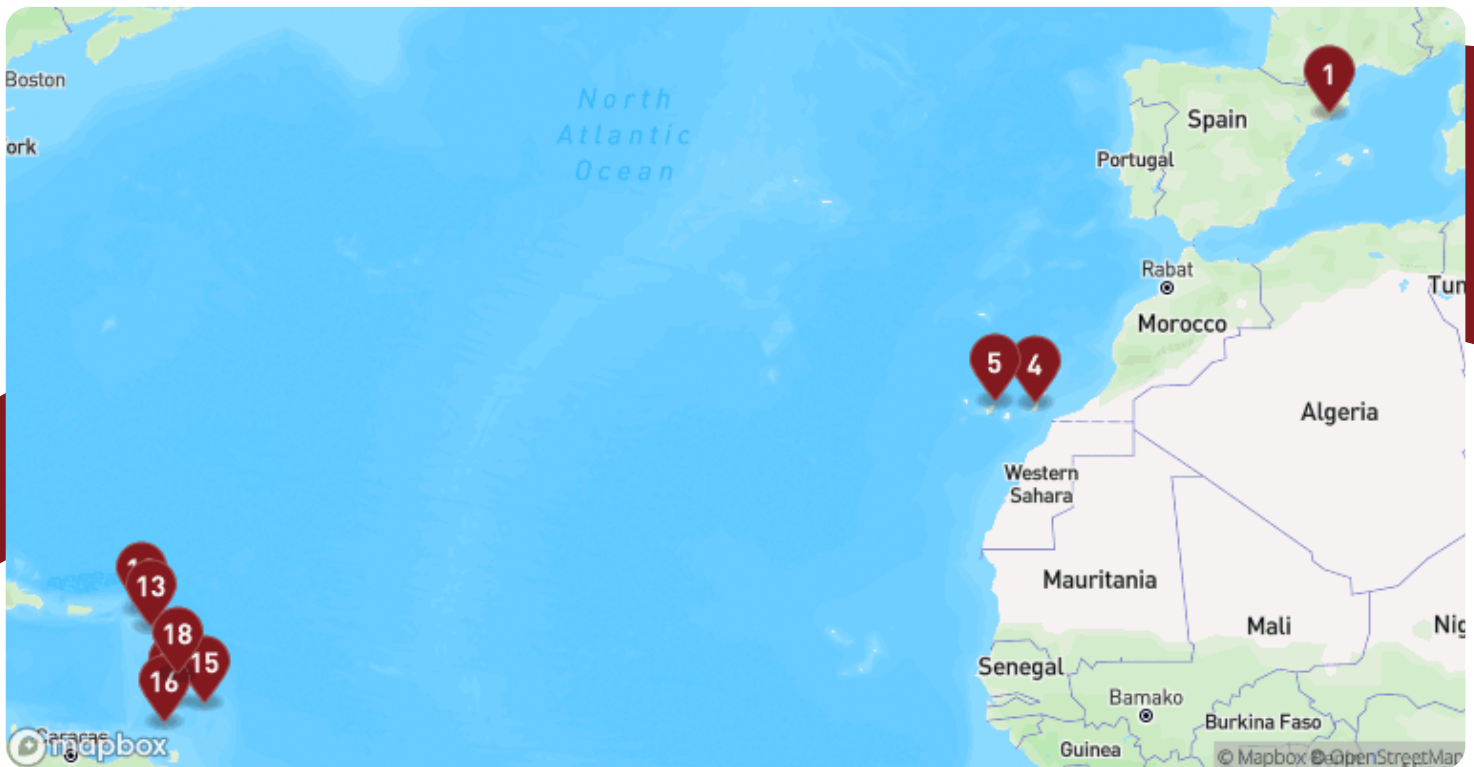 Boston
ork
North
Atlantic
Ocean
1
Spain
Portugal
Rabat
Morocco
Tun
5
4
Algeria
Western
Sahara
Mauritania
Mali
Nig
13
18
15
16
Senegal
Bamako
Burkina Faso
Guinea
Caracas
mapbox
© Mapbox © OpenStreetMap